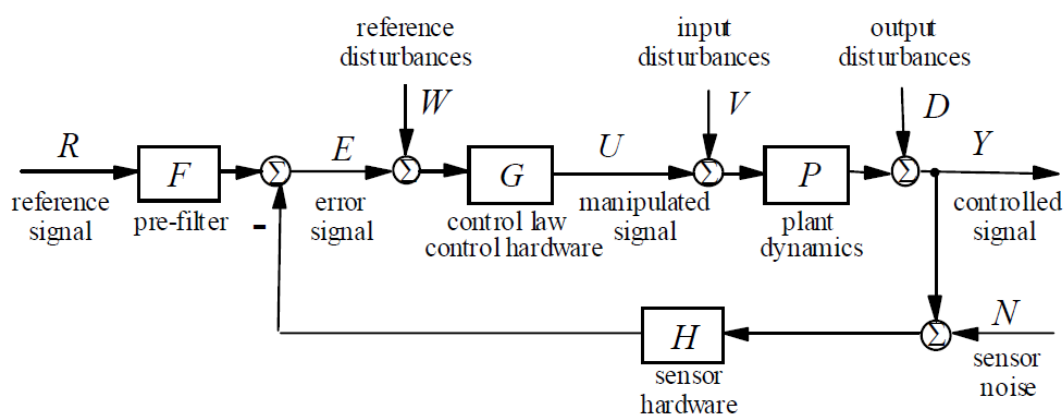 reference
disturbances
input
disturbances
output
disturbances
W
V
D
R
E
U
Y
F
Σ
Σ
G
Σ
P
Σ
reference
signal
pre-filter
-
error
signal
control law
control hardware
manipulated
signal
plant
dynamics
controlled
signal
H
Σ
N
sensor
hardware
sensor
noise